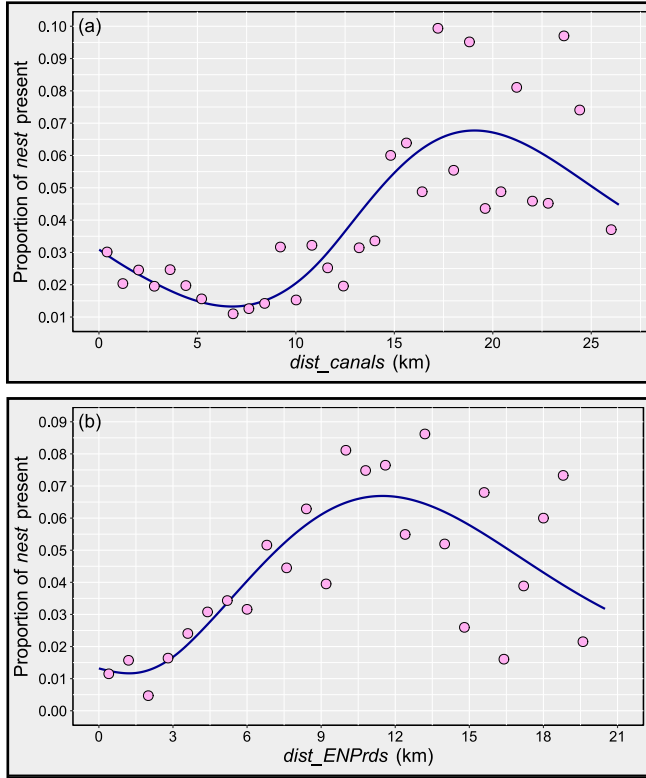 (a)
Proportion of nest present
0.10
0.09
0.08
0.07
0.06
0.05
0.04
0.03
0.02
0.01
0 5 10 15 20 25
dist_canals (km)
(b)
Proportion of nest present
0.09
0.08
0.07
0.06
0.05
0.04
0.03
0.02
0.01
0.00
0 3 6 9 12 15 18 21
dist_ENPrds (km)